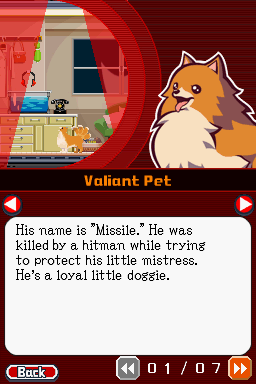 Valiant Pet
His name is "Missile." He was
killed by a hitman while trying
to protect his little mistress.
He's a loyal little doggie.
Back
01/07